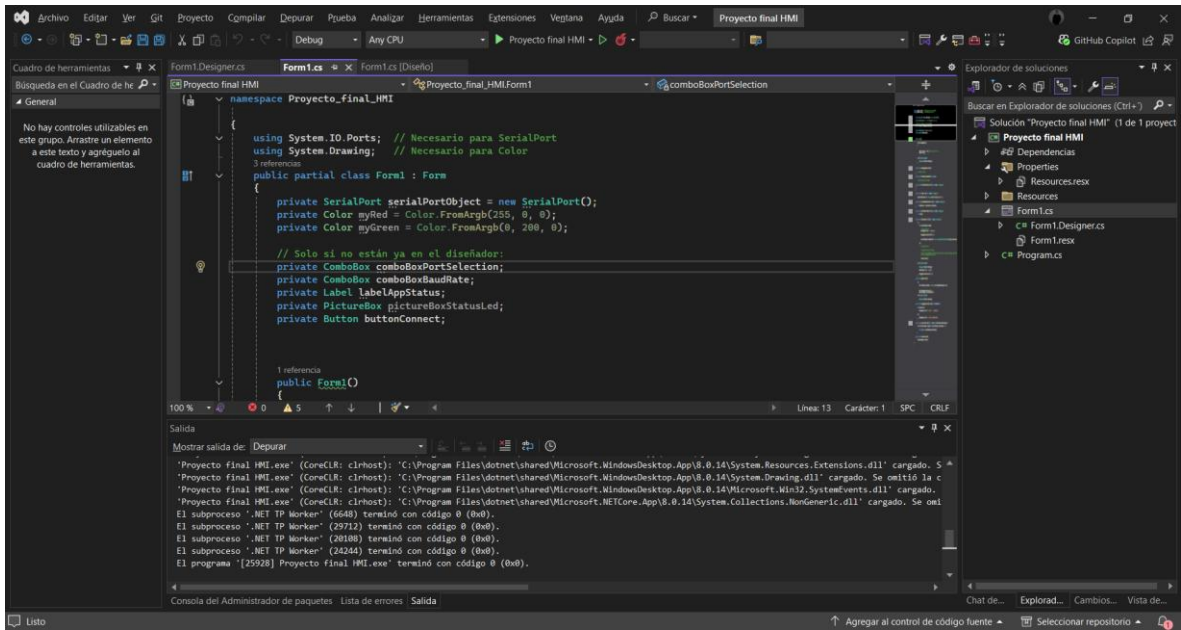 Archivo Editar Ver Git Proyecto Compilar Depurar Prueba Analizar Herramientas Extensiones Ventana Ayuda Buscar Proyecto final HMI
Debug Any CPU Proyecto final HMI GitHub Copilot
Cuadro de herramientas
Búsqueda en el Cuadro de he
General
No hay controles utilizables en
este grupo. Arrastre un elemento
a este texto y agréguelo al
cuadro de herramientas.
Form1.Designer.cs Form1.cs Form1.cs [Diseño]
Proyecto final HMI Proyecto_final_HMI.Form1 comboBoxPortSelection
namespace Proyecto_final_HMI
{
using System.IO.Ports; // Necesario para SerialPort
using System.Drawing; // Necesario para Color
3 referencias
public partial class Form1 : Form
{
private SerialPort serialPortObject = new SerialPort();
private Color myRed = Color.FromArgb(255, 0, 0);
private Color myGreen = Color.FromArgb(0, 200, 0);
// Solo si no están ya en el diseñador:
private ComboBox comboBoxPortSelection;
private ComboBox comboBoxBaudRate;
private Label labelAppStatus;
private PictureBox pictureBoxStatusLed;
private Button buttonConnect;
1 referencia
public Form1()
{
100 % 0 5 Línea: 13 Carácter: 1 SPC CRLF
Salida
Mostrar salida de: Depurar
'Proyecto final HMI.exe' (CoreCLR: clrhost): 'C:\Program Files\dotnet\shared\Microsoft.WindowsDesktop.App\8.0.14\System.Resources.Extensions.dll' cargado. S
'Proyecto final HMI.exe' (CoreCLR: clrhost): 'C:\Program Files\dotnet\shared\Microsoft.WindowsDesktop.App\8.0.14\System.Drawing.dll' cargado. Se omitió la c
'Proyecto final HMI.exe' (CoreCLR: clrhost): 'C:\Program Files\dotnet\shared\Microsoft.WindowsDesktop.App\8.0.14\Microsoft.Win32.SystemEvents.dll' cargado.
'Proyecto final HMI.exe' (CoreCLR: clrhost): 'C:\Program Files\dotnet\shared\Microsoft.NETCore.App\8.0.14\System.Collections.NonGeneric.dll' cargado. Se omi
El subproceso '.NET TP Worker' (6648) terminó con código 0 (0x0).
El subproceso '.NET TP Worker' (29712) terminó con código 0 (0x0).
El subproceso '.NET TP Worker' (20108) terminó con código 0 (0x0).
El subproceso '.NET TP Worker' (24244) terminó con código 0 (0x0).
El programa '[25928] Proyecto final HMI.exe' terminó con código 0 (0x0).
Consola del Administrador de paquetes Lista de errores Salida
Explorador de soluciones
Buscar en Explorador de soluciones (Ctrl+´)
Solución "Proyecto final HMI" (1 de 1 proyect
Proyecto final HMI
Dependencias
Properties
Resources.resx
Resources
Form1.cs
C# Form1.Designer.cs
Form1.resx
C# Program.cs
Chat de... Explorad... Cambios... Vista de...
Listo Agregar al control de código fuente Seleccionar repositorio 1